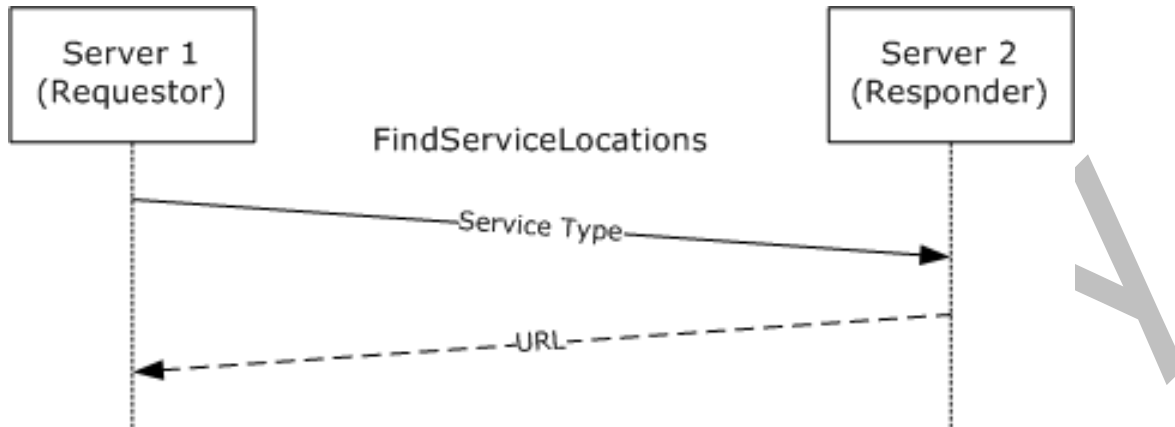 Server 1
(Requestor)
Server 2
(Responder)
FindServiceLocations
Service Type
URL